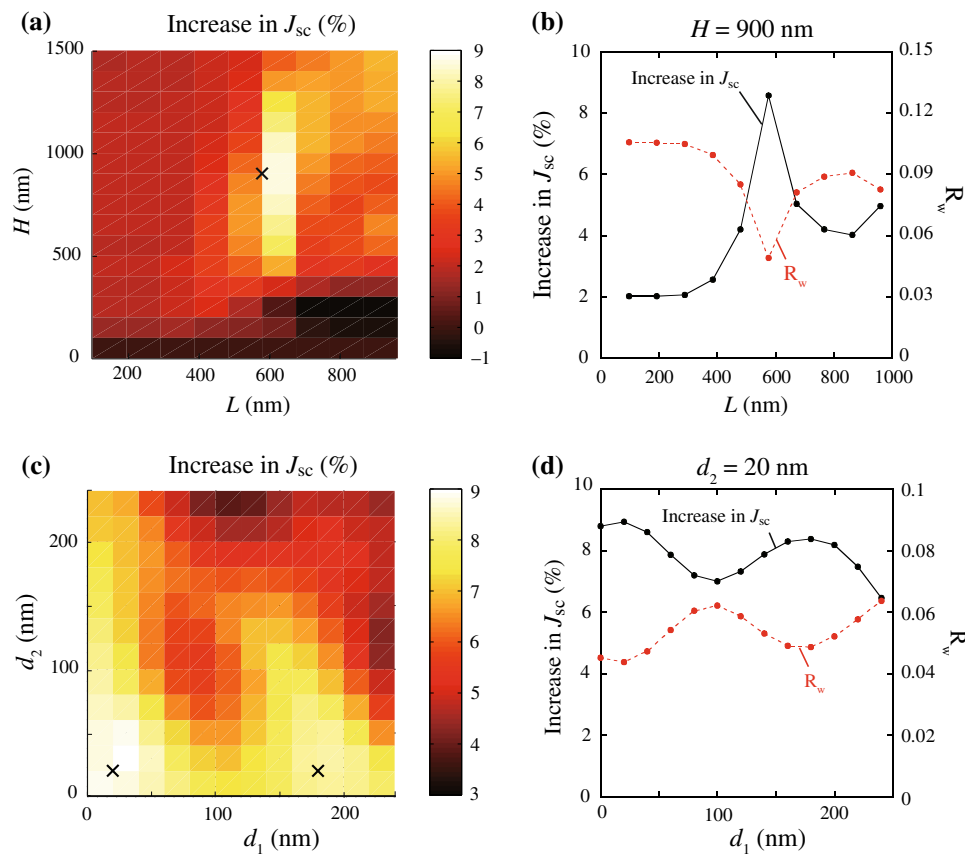 (a)
Increase in Jsc (%)
1500
1000
500
0
H (nm)
200
400
600
800
L (nm)
9
8
7
6
5
4
3
2
1
0
−1
(b)
H = 900 nm
10
8
6
4
2
0
Increase in Jsc (%)
Increase in Jsc
Rw
0.15
0.12
0.09
0.06
0.03
0
Rw
0
200
400
600
800
1000
L (nm)
(c)
Increase in Jsc (%)
200
100
0
d2 (nm)
0
100
200
d1 (nm)
9
8
7
6
5
4
3
(d)
d2 = 20 nm
10
8
6
4
2
0
Increase in Jsc (%)
Increase in Jsc
Rw
0.1
0.08
0.06
0.04
0.02
0
Rw
0
100
200
d1 (nm)